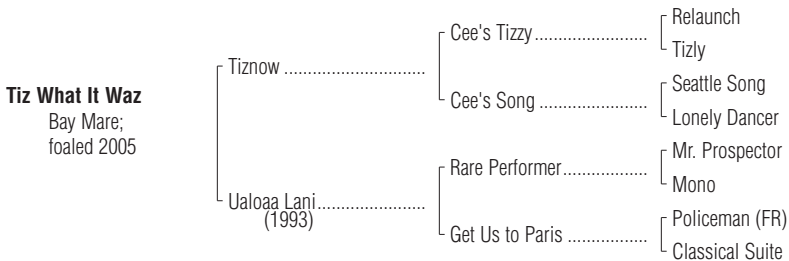 Relaunch
Cee's Tizzy........................
Tizly
Tiznow ..............................
Seattle Song
Cee's Song .......................
Lonely Dancer
Tiz What It Waz
Bay Mare;
foaled 2005
Mr. Prospector
Rare Performer..................
Mono
Ualoaa Lani.......................
(1993)
Policeman (FR)
Get Us to Paris .................
Classical Suite